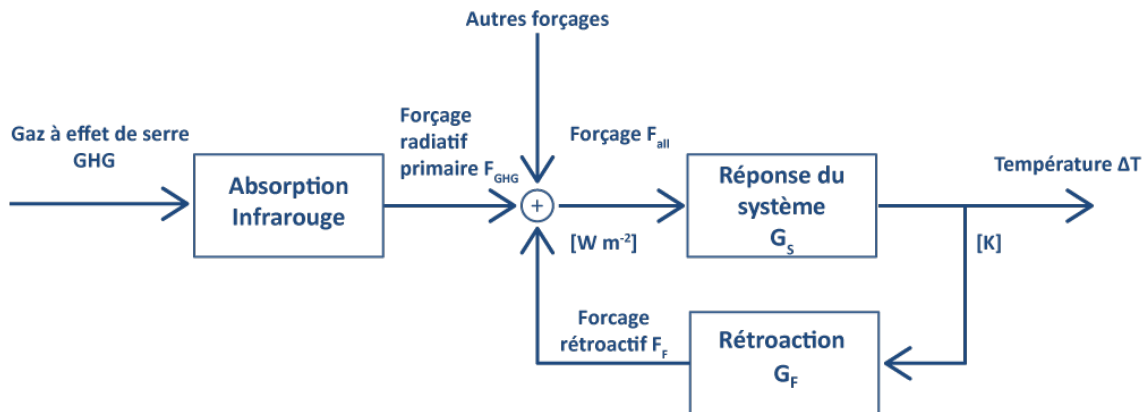 Autres forçages
Gaz à effet de serre
GHG
Absorption
Infrarouge
Forçage
radiatif
primaire F_GHG
+
Forçage F_all
[W m⁻²]
Réponse du
système
G_S
Température ΔT
[K]
Forcage
rétroactif F_F
Rétroaction
G_F